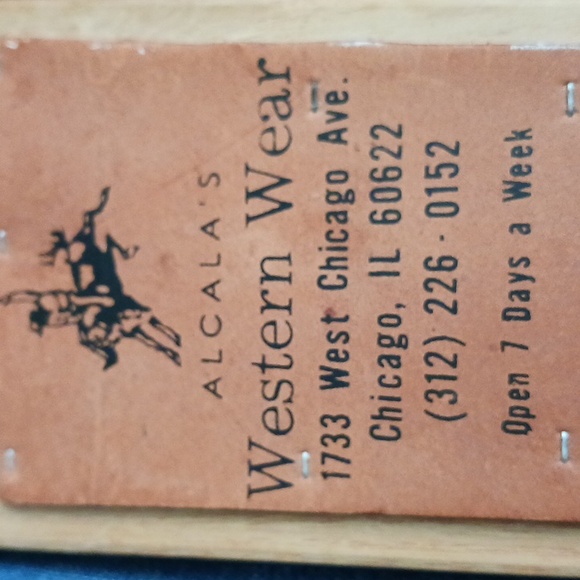 ALCALA'S
Western Wear
1733 West Chicago Ave.
Chicago, IL 60622
(312) 226 - 0152
Open 7 Days a Week